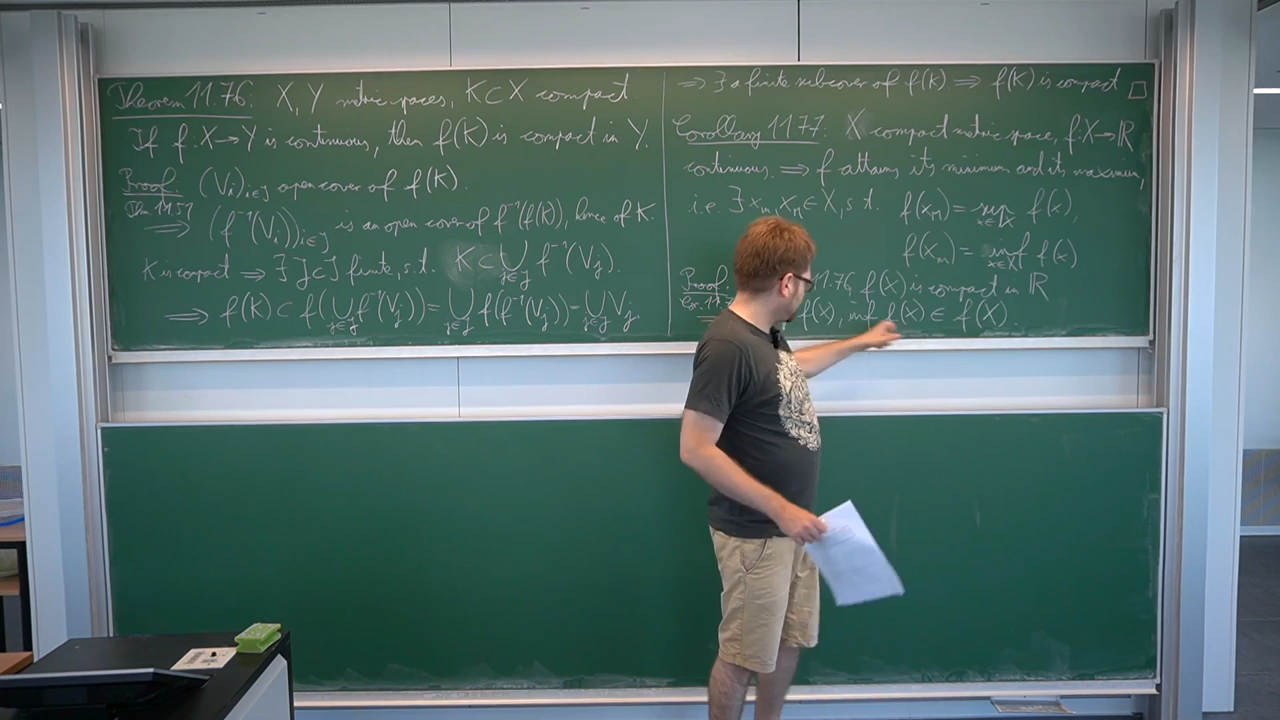 Theorem 11.76: X, Y metric spaces, K ⊂ X compact.
If f: X → Y is continuous, then f(K) is compact in Y.
Proof. (V_i)_{i∈I} open cover of f(K).
Thm 11.51 ⟹ (f^{-1}(V_i))_{i∈I} is an open cover of f^{-1}(f(K)), hence of K.
K is compact ⟹ ∃ J ⊂ I finite, s.t. K ⊂ ⋃_{j∈J} f^{-1}(V_j).
⟹ f(K) ⊂ f(⋃_{j∈J} f^{-1}(V_j)) = ⋃_{j∈J} f(f^{-1}(V_j)) = ⋃_{j∈J} V_j.
⟹ ∃ a finite subcover of f(K) ⟹ f(K) is compact □
Corollary 11.77: X compact metric space, f: X → ℝ
continuous. ⟹ f attains its minimum and its maximum,
i.e. ∃ x_m, x_M ∈ X, s.t. f(x_M) = sup_{x∈X} f(x),
f(x_m) = inf_{x∈X} f(x)
Proof 11.76, f(X) is compact in ℝ
Cor. f(X), inf f(X) ∈ f(X).